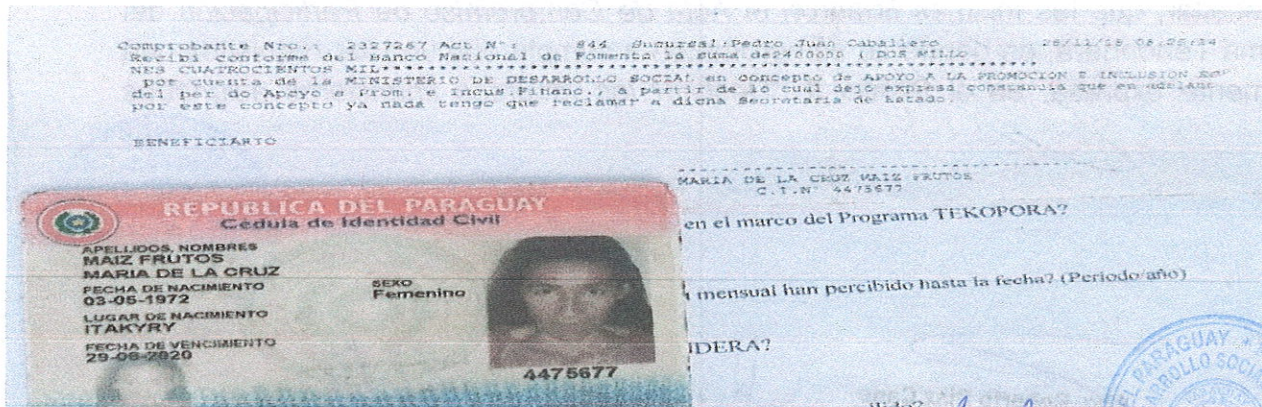 Comprobante Nro.: 2327267 Act N°: 844 Sucursal:Pedro Juan Caballero
Recibi conforme del Banco Nacional de Fomento la suma de2400000 ( DOS MILLO
NES CUATROCIENTOS MIL
por cuenta de la MINISTERIO DE DESARROLLO SOCIAL en concepto de APOYO A LA PROMOCION E INCLUSION
del per do Apoyo a Prom. e Incus.Finano., a partir de lo cual dejo expresa constancia que en adelant
por este concepto ya nada tengo que reclamar a dicha Secretaria de Estado.
BENEFICIARIO
MARIA DE LA CRUZ MAIZ FRUTOS
C.I.N° 4475677
REPUBLICA DEL PARAGUAY
Cedula de Identidad Civil
APELLIDOS, NOMBRES
MAIZ FRUTOS
MARIA DE LA CRUZ
FECHA DE NACIMIENTO
03-05-1972
SEXO
Femenino
LUGAR DE NACIMIENTO
ITAKYRY
FECHA DE VENCIMIENTO
29-08-2020
4475677
en el marco del Programa TEKOPORA?
mensual han percibido hasta la fecha? (Periodo/año)
IDERA?